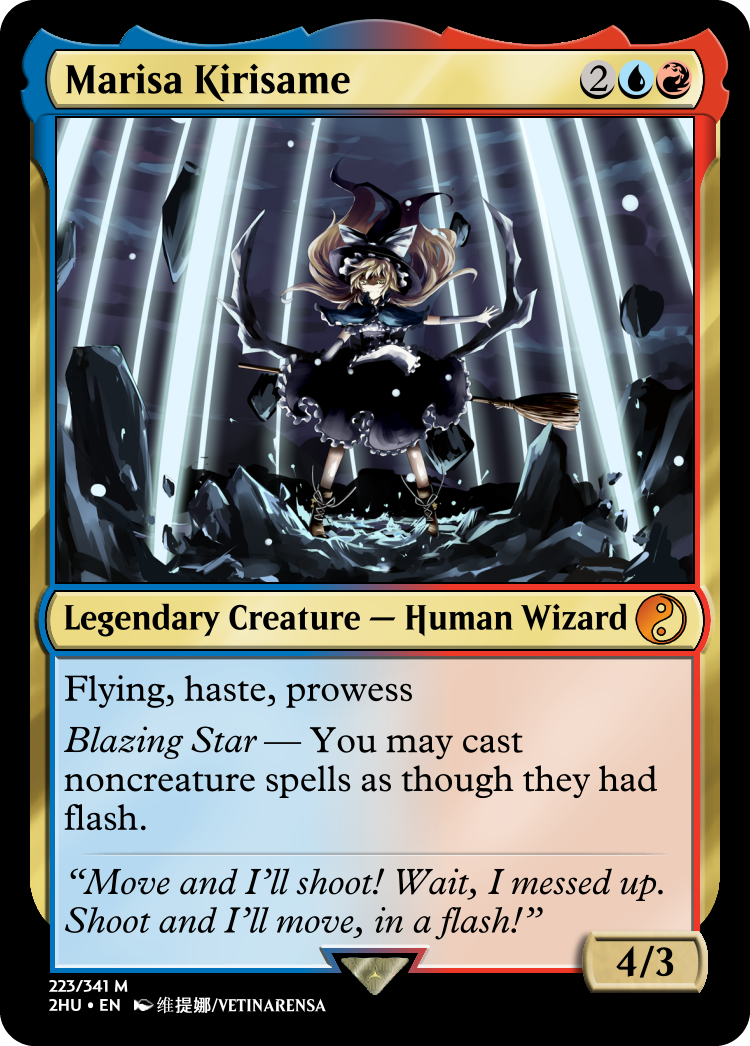 Marisa Kirisame 2
Legendary Creature — Human Wizard
Flying, haste, prowess
Blazing Star — You may cast
noncreature spells as though they had
flash.
“Move and I’ll shoot! Wait, I messed up.
Shoot and I’ll move, in a flash!”
4/3
223/341 M
2HU • EN 维提娜/VETINARENSA